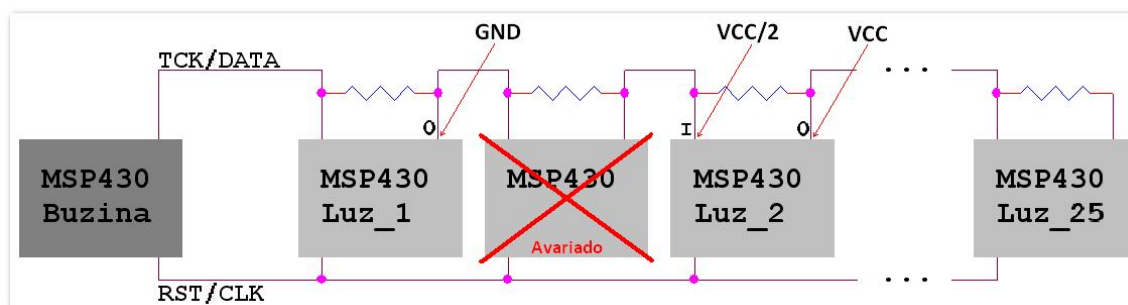 GND
VCC/2
VCC
TCK/DATA
...
O
I
O
MSP430
Buzina
MSP430
Luz_1
MSP430
Avariado
MSP430
Luz_2
MSP430
Luz_25
...
RST/CLK